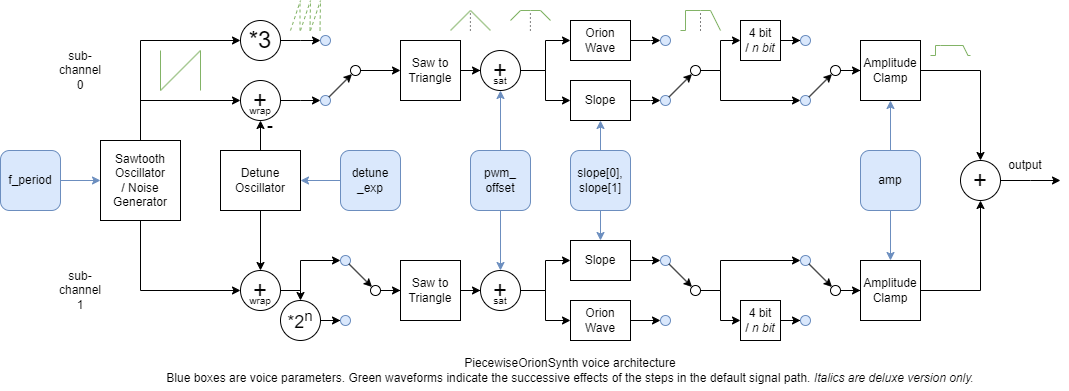 sub-
channel
0
*3
+
wrap
-
Saw to
Triangle
+
sat
Orion
Wave
Slope
4 bit
/ n bit
Amplitude
Clamp
f_period
Sawtooth
Oscillator
/ Noise
Generator
Detune
Oscillator
detune
_exp
pwm_
offset
slope[0],
slope[1]
amp
+
output
sub-
channel
1
+
wrap
*2n
Saw to
Triangle
+
sat
Slope
Orion
Wave
4 bit
/ n bit
Amplitude
Clamp
PiecewiseOrionSynth voice architecture
Blue boxes are voice parameters. Green waveforms indicate the successive effects of the steps in the default signal path. Italics are deluxe version only.